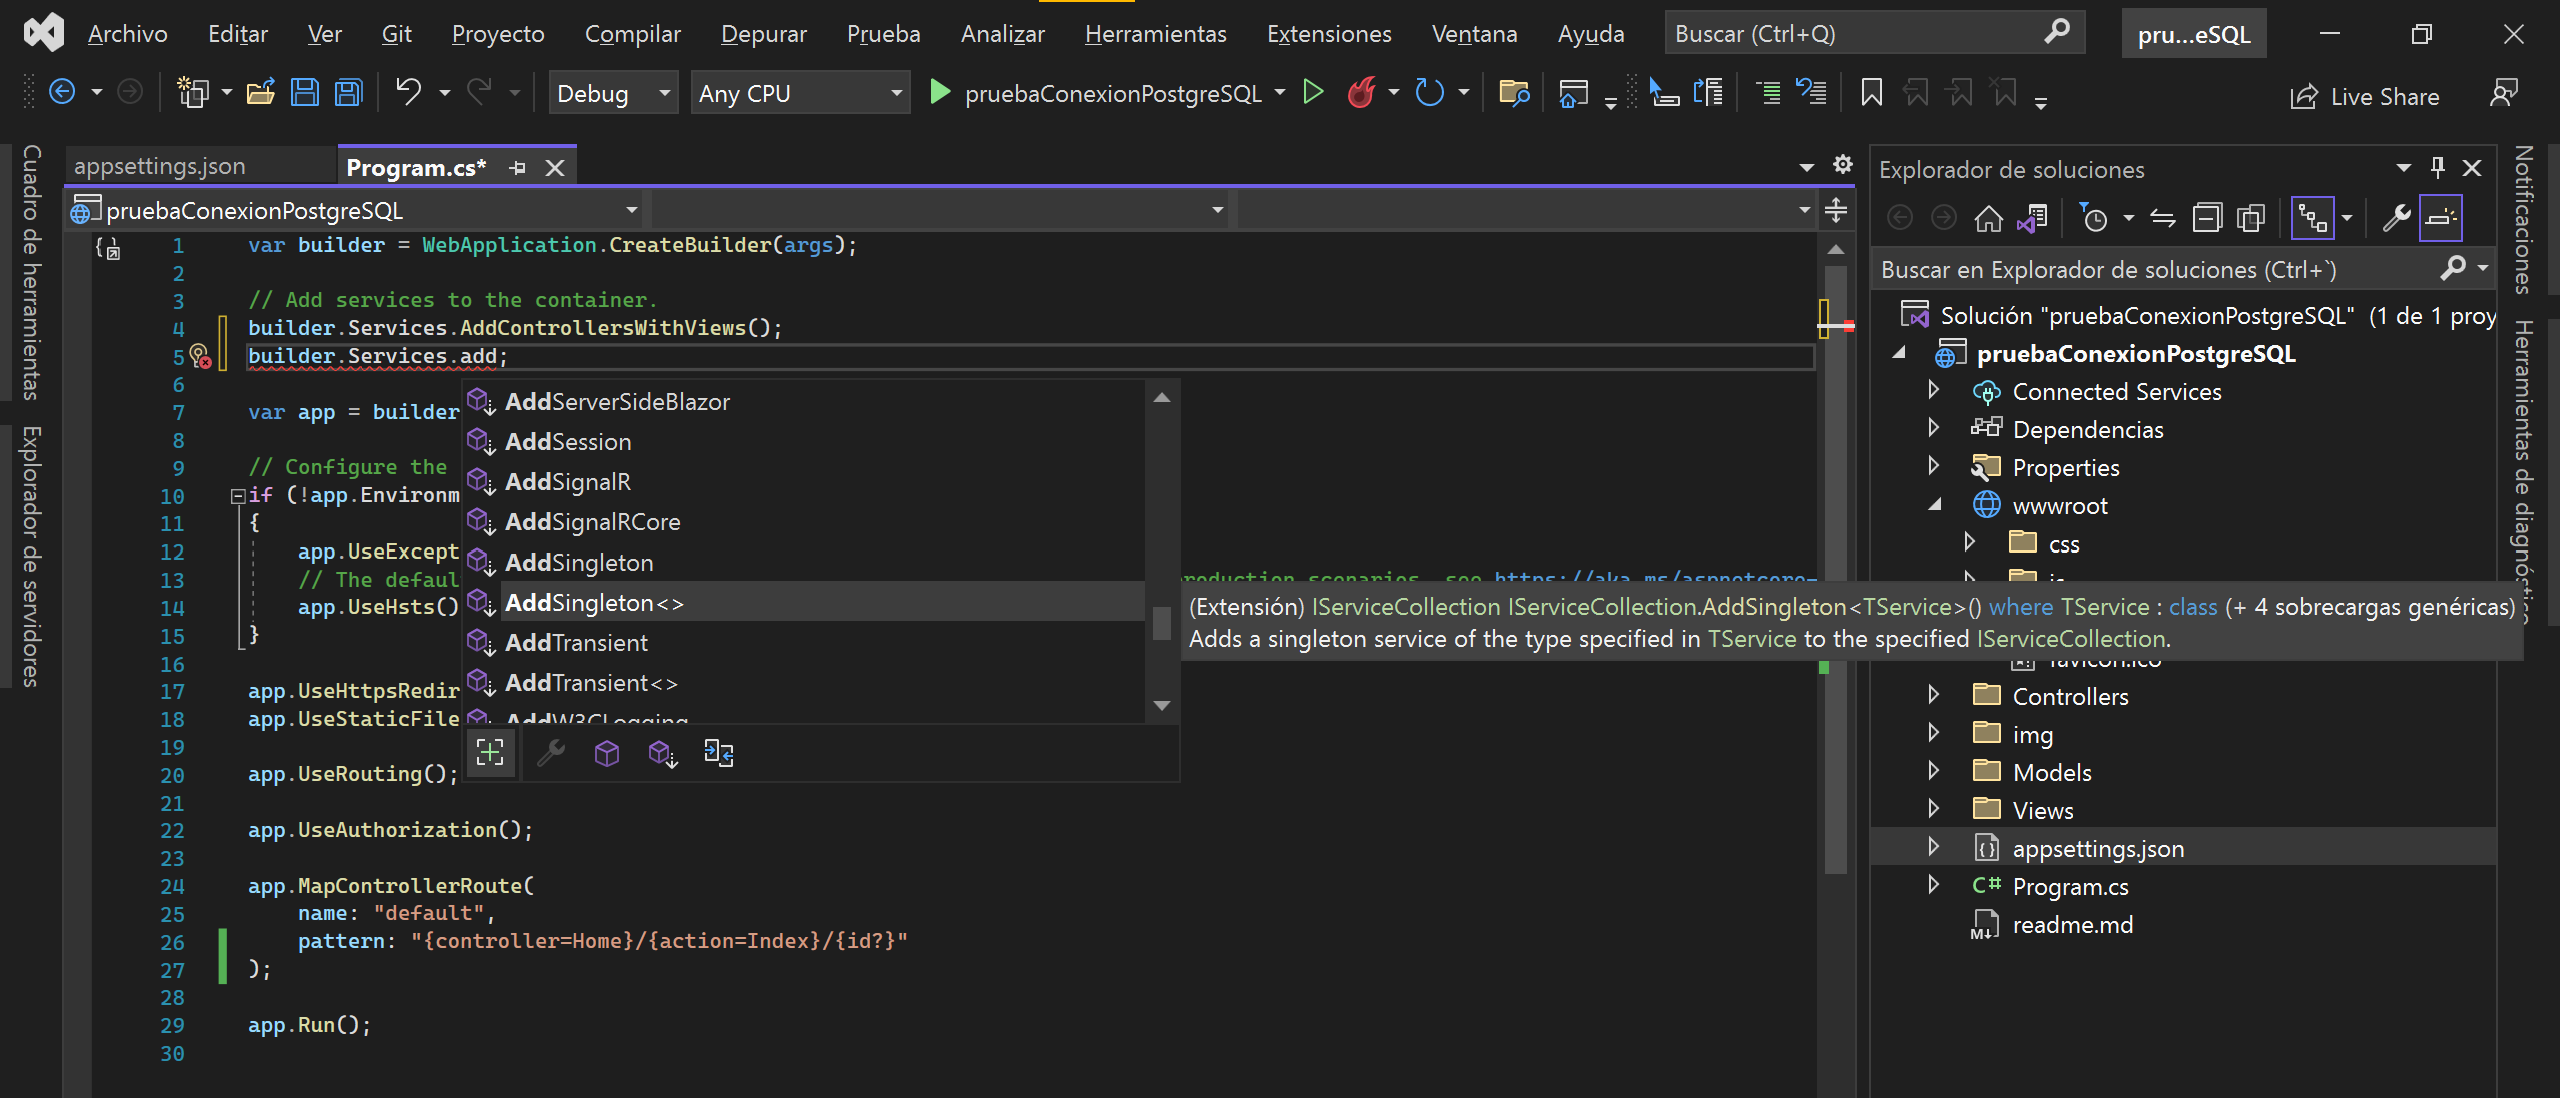 Archivo Editar Ver Git Proyecto Compilar Depurar Prueba Analizar Herramientas Extensiones Ventana Ayuda Buscar (Ctrl+Q) pru...eSQL
Debug Any CPU pruebaConexionPostgreSQL Live Share
Cuadro de herramientas
Explorador de servidores
appsettings.json Program.cs*
pruebaConexionPostgreSQL
1 var builder = WebApplication.CreateBuilder(args);
2
3 // Add services to the container.
4 builder.Services.AddControllersWithViews();
5 builder.Services.add;
6
7 var app = builder
8
9 // Configure the
10 if (!app.Environm
11 {
12 app.UseExcept
13 // The defaul roduction scenarios, see https://aka.ms/aspnetcore-
14 app.UseHsts()
15 }
16
17 app.UseHttpsRedir
18 app.UseStaticFile
19
20 app.UseRouting();
21
22 app.UseAuthorization();
23
24 app.MapControllerRoute(
25 name: "default",
26 pattern: "{controller=Home}/{action=Index}/{id?}"
27 );
28
29 app.Run();
30
AddServerSideBlazor
AddSession
AddSignalR
AddSignalRCore
AddSingleton
AddSingleton<>
AddTransient
AddTransient<>
AddW3CLogging
(Extensión) IServiceCollection IServiceCollection.AddSingleton<TService>() where TService : class (+ 4 sobrecargas genéricas)
Adds a singleton service of the type specified in TService to the specified IServiceCollection.
Explorador de soluciones
Buscar en Explorador de soluciones (Ctrl+`)
Solución "pruebaConexionPostgreSQL" (1 de 1 proy
pruebaConexionPostgreSQL
Connected Services
Dependencias
Properties
wwwroot
css
favicon.ico
Controllers
img
Models
Views
appsettings.json
C# Program.cs
readme.md
Notificaciones
Herramientas de diagnóstico